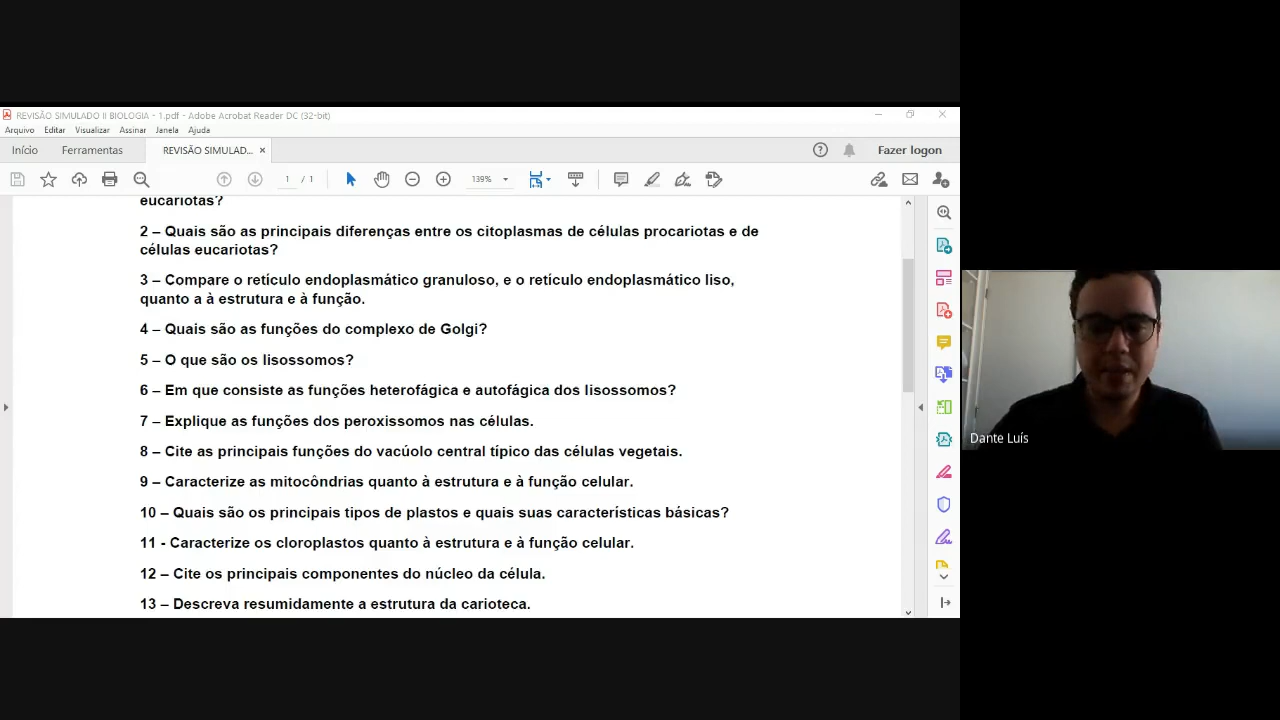 REVISÃO SIMULADO II BIOLOGIA - 1.pdf - Adobe Acrobat Reader DC (32-bit)
Arquivo Editar Visualizar Assinar Janela Ajuda
Início Ferramentas REVISÃO SIMULAD... × Fazer logon
1 / 1 139%
eucariotas?
2 – Quais são as principais diferenças entre os citoplasmas de células procariotas e de
células eucariotas?
3 – Compare o retículo endoplasmático granuloso, e o retículo endoplasmático liso,
quanto a à estrutura e à função.
4 – Quais são as funções do complexo de Golgi?
5 – O que são os lisossomos?
6 – Em que consiste as funções heterofágica e autofágica dos lisossomos?
7 – Explique as funções dos peroxissomos nas células.
8 – Cite as principais funções do vacúolo central típico das células vegetais.
9 – Caracterize as mitocôndrias quanto à estrutura e à função celular.
10 – Quais são os principais tipos de plastos e quais suas características básicas?
11 - Caracterize os cloroplastos quanto à estrutura e à função celular.
12 – Cite os principais componentes do núcleo da célula.
13 – Descreva resumidamente a estrutura da carioteca.
Dante Luís